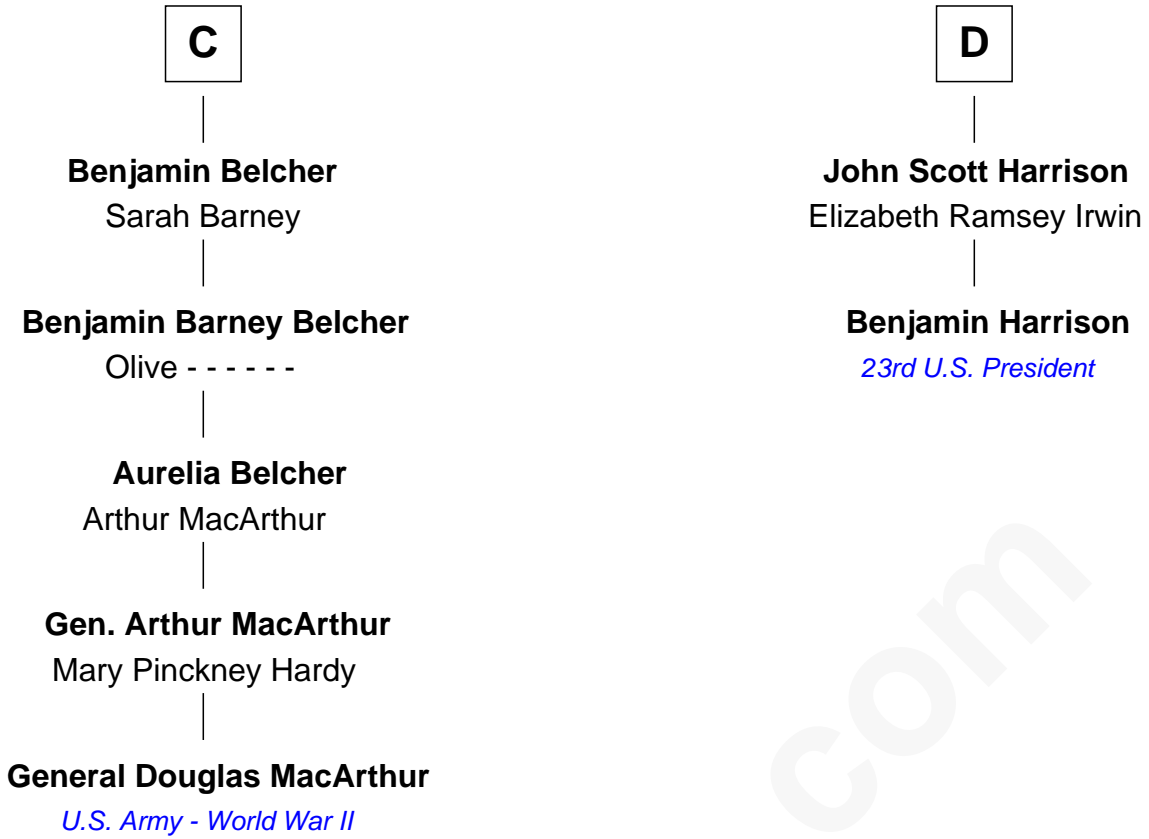 C
Benjamin Belcher
Sarah Barney
Benjamin Barney Belcher
Olive - - - - - -
Aurelia Belcher
Arthur MacArthur
Gen. Arthur MacArthur
Mary Pinckney Hardy
General Douglas MacArthur
U.S. Army - World War II
D
John Scott Harrison
Elizabeth Ramsey Irwin
Benjamin Harrison
23rd U.S. President
com